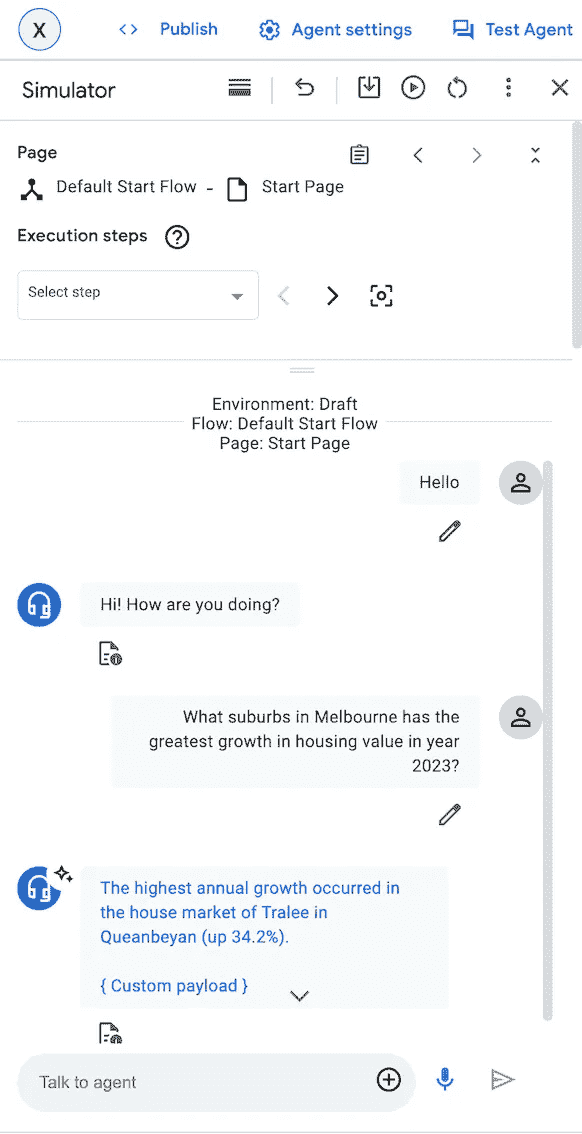 X <> Publish Agent settings Test Agent
Simulator
Page
Default Start Flow - Start Page
Execution steps ?
Select step
Environment: Draft
Flow: Default Start Flow
Page: Start Page
Hello
Hi! How are you doing?
What suburbs in Melbourne has the
greatest growth in housing value in year
2023?
The highest annual growth occurred in
the house market of Tralee in
Queanbeyan (up 34.2%).
{ Custom payload }
Talk to agent